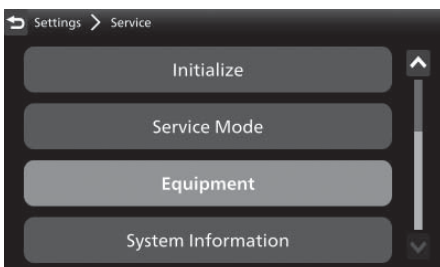 Settings > Service
Initialize
Service Mode
Equipment
System Information